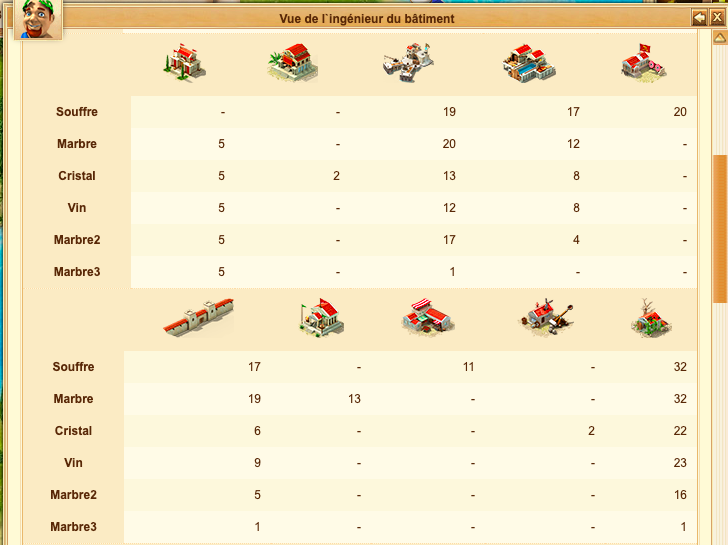 Vue de l`ingénieur du bâtiment
Souffre - - 19 17 20
Marbre 5 - 20 12 -
Cristal 5 2 13 8 -
Vin 5 - 12 8 -
Marbre2 5 - 17 4 -
Marbre3 5 - 1 - -
Souffre 17 - 11 - 32
Marbre 19 13 - - 32
Cristal 6 - - 2 22
Vin 9 - - - 23
Marbre2 5 - - - 16
Marbre3 1 - - - 1